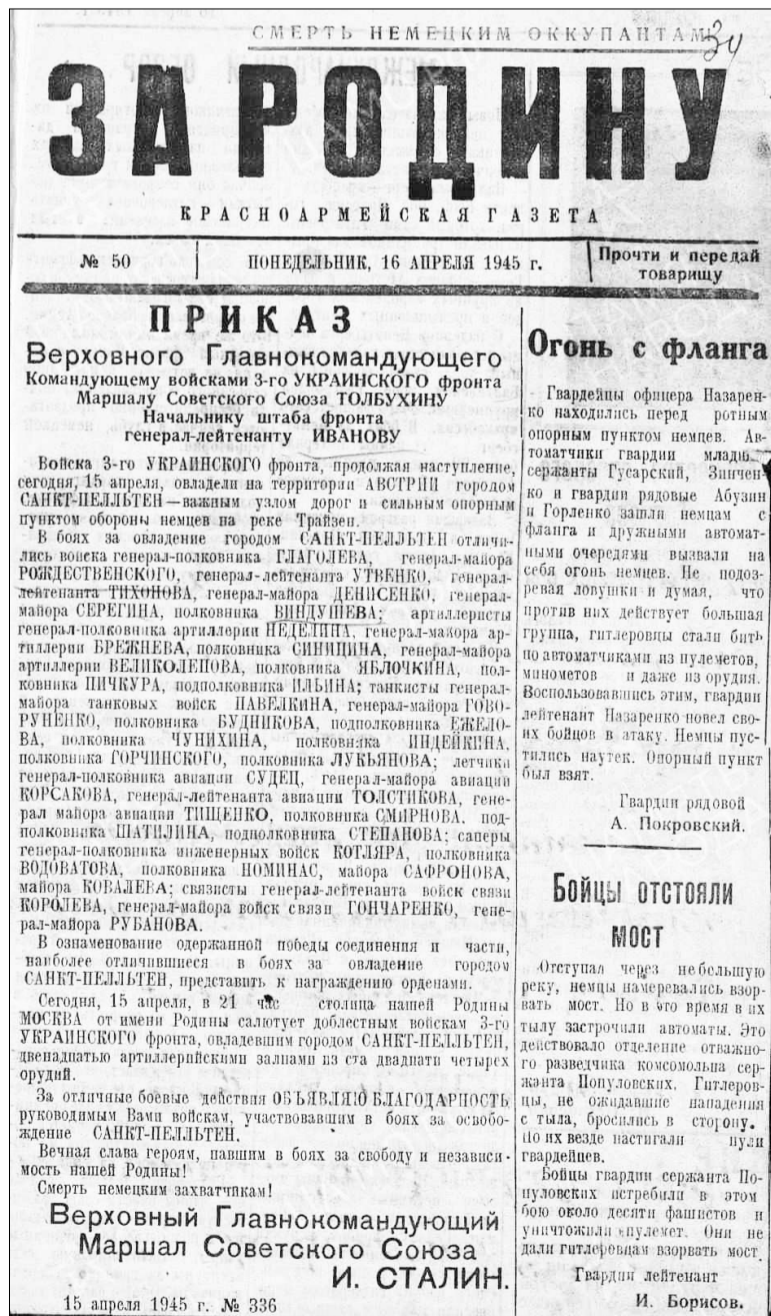 СМЕРТЬ НЕМЕЦКИМ ОККУПАНТАМ!
34
ЗА РОДИНУ
КРАСНОАРМЕЙСКАЯ ГАЗЕТА
№ 50
ПОНЕДЕЛЬНИК, 16 АПРЕЛЯ 1945 г.
Прочти и передай
товарищу
ПРИКАЗ
Верховного Главнокомандующего
Командующему войсками 3-го УКРАИНСКОГО фронта
Маршалу Советского Союза ТОЛБУХИНУ
Начальнику штаба фронта
генерал-лейтенанту ИВАНОВУ
Войска 3-го УКРАИНСКОГО фронта, продолжая наступление,
сегодня, 15 апреля, овладели на территории АВСТРИИ городом
САНКТ-ПЕЛЛЬТЕН—важным узлом дорог и сильным опорным
пунктом обороны немцев на реке Трайзен.
В боях за овладение городом САНКТ-ПЕЛЛЬТЕН отличи-
лись войска генерал-полковника ГЛАГОЛЕВА, генерал-майора
РОЖДЕСТВЕНСКОГО, генерал-лейтенанта УТВЕНКО, генерал-
лейтенанта ТИХОНОВА, генерал-майора ДЕНИСЕНКО, генерал-
майора СЕРЕГИНА, полковника ВИНДУШЕВА; артиллеристы
генерал-полковника артиллерии НЕДЕЛИНА, генерал-майора ар-
тиллерии БРЕЖНЕВА, полковника СИНИЦИНА, генерал-майора
артиллерии ВЕЛИКОЛЕПОВА, полковника ЯБЛОЧКИНА, пол-
ковника ПИЧКУРА, подполковника ИЛЬИНА; танкисты генерал-
майора танковых войск ПАВЕЛКИНА, генерал-майора ГОВО-
РУНЕНКО, полковника БУДНИКОВА, подполковника ЕЖЕЛО-
ВА, полковника ЧУНИХИНА, полковника ИНДЕЙКИНА,
полковника ГОРЧИНСКОГО, полковника ЛУКЬЯНОВА; летчики
генерал-полковника авиации СУДЕЦ, генерал-майора авиации
КОРСАКОВА, генерал-лейтенанта авиации ТОЛСТИКОВА, гене-
рал майора авиации ТИЩЕНКО, полковника СМИРНОВА, под-
полковника ШАТИЛИНА, подполковника СТЕПАНОВА; саперы
генерал-полковника инженерных войск КОТЛЯРА, полковника
ВОДОВАТОВА, полковника НОМИНАС, майора САФРОНОВА,
майора КОВАЛЕВА; связисты генерал-лейтенанта войск связи
КОРОЛЕВА, генерал-майора войск связи ГОНЧАРЕНКО, гене-
рал-майора РУБАНОВА.
В ознаменование одержанной победы соединения и части,
наиболее отличившиеся в боях за овладение городом
САНКТ-ПЕЛЛЬТЕН, представить к награждению орденами.
Сегодня, 15 апреля, в 21 час столица нашей Родины
МОСКВА от имени Родины салютует доблестным войскам 3-го
УКРАИНСКОГО фронта, овладевшим городом САНКТ-ПЕЛЛЬТЕН,
двенадцатью артиллерийскими залпами из ста двадцати четырех
орудий.
За отличные боевые действия ОБЪЯВЛЯЮ БЛАГОДАРНОСТЬ
руководимым Вами войскам, участвовавшим в боях за освобо-
ждение САНКТ-ПЕЛЛЬТЕН.
Вечная слава героям, павшим в боях за свободу и независи-
мость нашей Родины!
Смерть немецким захватчикам!
Верховный Главнокомандующий
Маршал Советского Союза
И. СТАЛИН.
15 апреля 1945 г. № 336
Огонь с фланга
Гвардейцы офицера Назарен-
ко находились перед ротным
опорным пунктом немцев. Ав-
томатчики гвардии младш.
сержанты Гусарский, Зинчен-
ко и гвардии рядовые Абузин
и Горленко зашли немцам с
фланга и дружными автомат-
ными очередями вызвали на
себя огонь немцев. Не подоз-
ревая ловушки и думая, что
против них действует большая
группа, гитлеровцы стали бить
по автоматчикам из пулеметов,
минометов и даже из орудия.
Воспользовавшись этим, гвардии
лейтенант Назаренко повел сво-
их бойцов в атаку. Немцы пус-
тились наутек. Опорный пункт
был взят.
Гвардии рядовой
А. Покровский.
Бойцы отстояли
мост
Отступая через небольшую
реку, немцы намеревались взор-
вать мост. Но в это время в их
тылу застрочили автоматы. Это
действовало отделение отважно-
го разведчика комсомольца сер-
жанта Популовских. Гитлеров-
цы, не ожидавшие нападения
с тыла, бросились в сторону.
Но их везде настигали пули
гвардейцев.
Бойцы гвардии сержанта По-
пуловских истребили в этом
бою около десяти фашистов и
уничтожили пулемет. Они не
дали гитлеровцам взорвать мост
Гвардии лейтенант
И. Борисов.